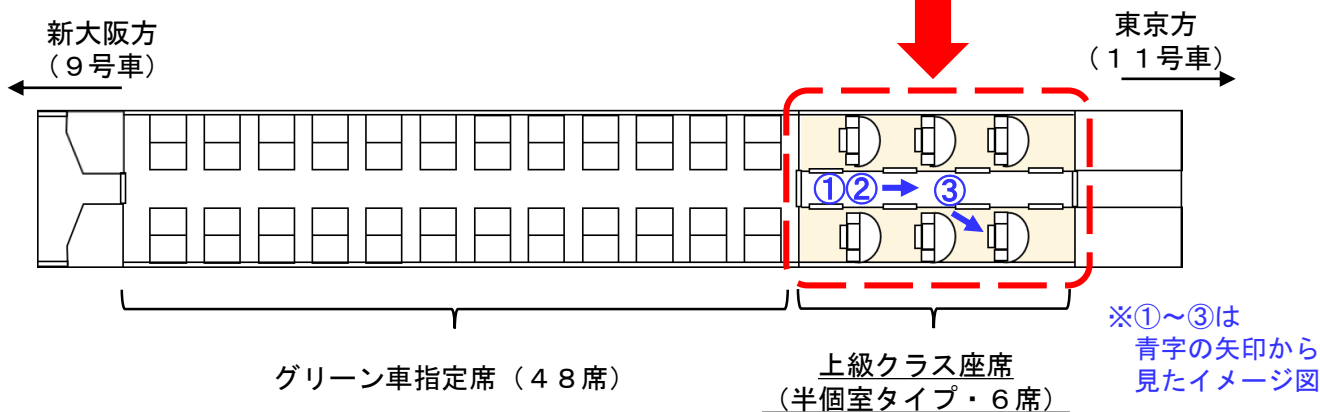 新大阪方
（９号車）
東京方
（１１号車）
①② ③
グリーン車指定席（４８席）
上級クラス座席
（半個室タイプ・６席）
※①～③は
青字の矢印から
見たイメージ図